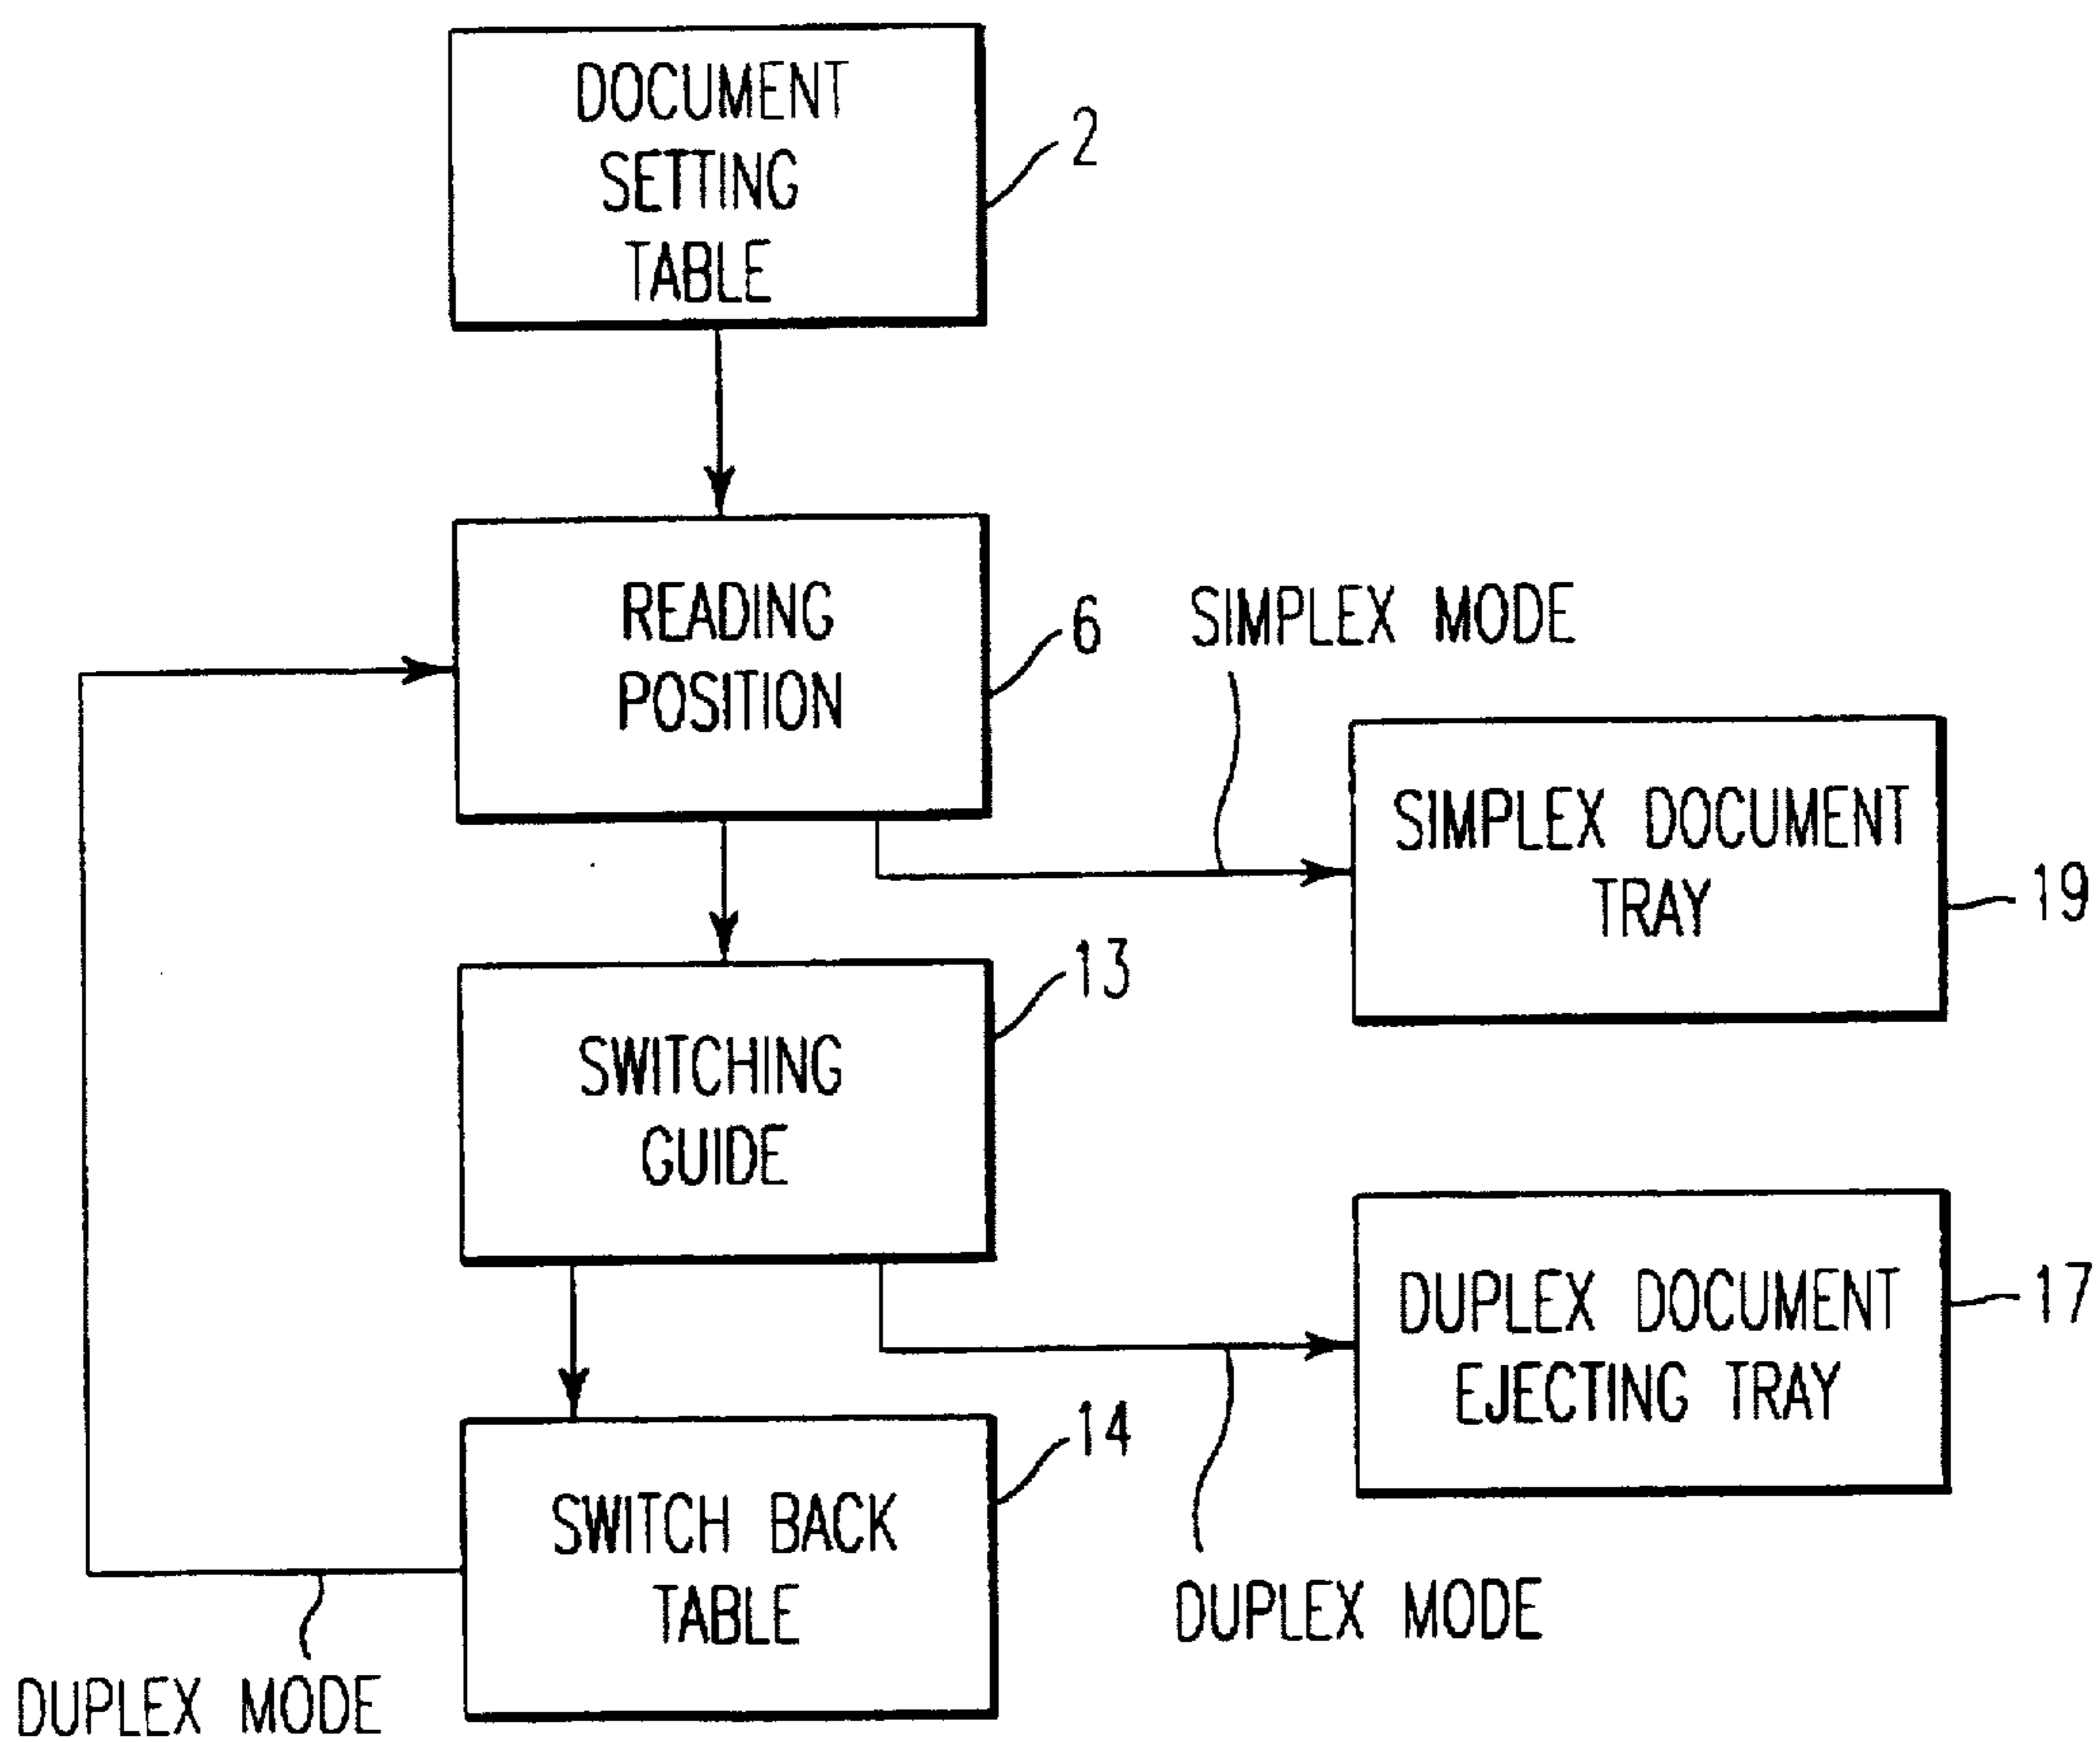 DOCUMENT
SETTING
TABLE
2
READING
POSITION
6
SIMPLEX MODE
SIMPLEX DOCUMENT
TRAY
19
SWITCHING
GUIDE
13
DUPLEX DOCUMENT
EJECTING TRAY
17
SWITCH BACK
TABLE
14
DUPLEX MODE
DUPLEX MODE